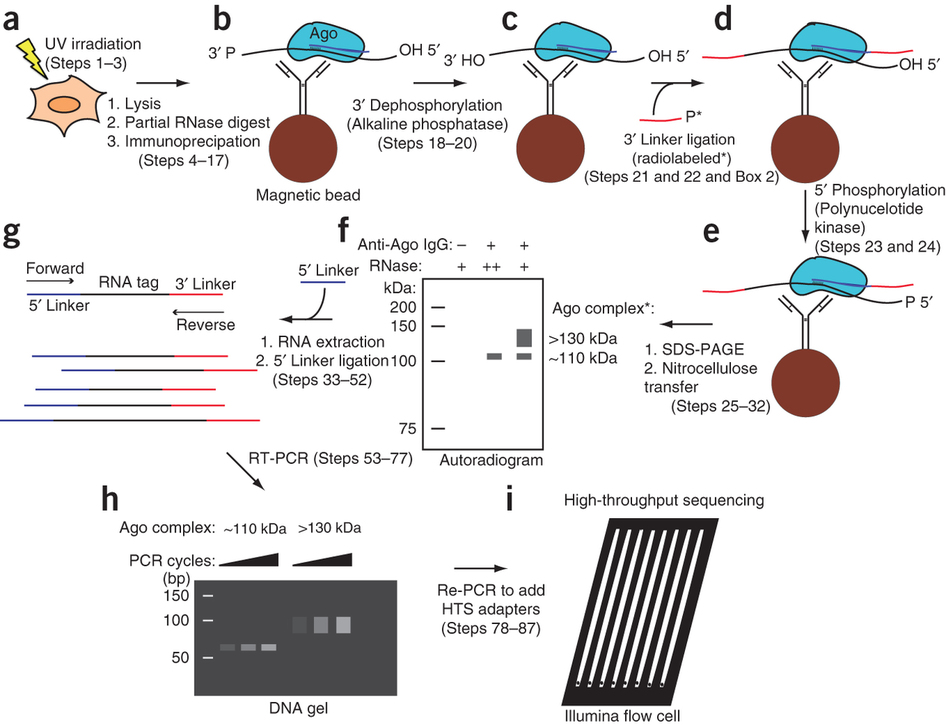 a
UV irradiation
(Steps 1–3)
1. Lysis
2. Partial RNase digest
3. Immunoprecipation
(Steps 4–17)
b
Ago
3′ P
OH 5′
Magnetic bead
3′ Dephosphorylation
(Alkaline phosphatase)
(Steps 18–20)
c
3′ HO
OH 5′
P*
3′ Linker ligation
(radiolabeled*)
(Steps 21 and 22 and Box 2)
d
OH 5′
5′ Phosphorylation
(Polynucelotide
kinase)
(Steps 23 and 24)
e
P 5′
1. SDS-PAGE
2. Nitrocellulose
transfer
(Steps 25–32)
f
Anti-Ago IgG: – + +
RNase: + ++ +
kDa:
200
150
100
75
Ago complex*:
>130 kDa
~110 kDa
Autoradiogram
5′ Linker
1. RNA extraction
2. 5′ Linker ligation
(Steps 33–52)
g
Forward
RNA tag
3′ Linker
5′ Linker
Reverse
RT-PCR (Steps 53–77)
h
Ago complex: ~110 kDa >130 kDa
PCR cycles:
(bp)
150
100
50
DNA gel
Re-PCR to add
HTS adapters
(Steps 78–87)
i
High-throughput sequencing
Illumina flow cell